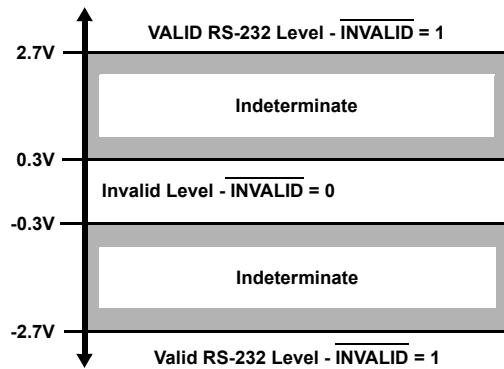 VALID RS-232 Level - INVALID = 1
2.7V
Indeterminate
0.3V
Invalid Level - INVALID = 0
-0.3V
Indeterminate
-2.7V
Valid RS-232 Level - INVALID = 1